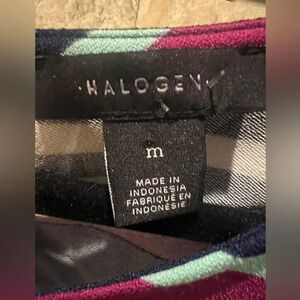 HALOGEN
m
MADE IN
INDONESIA
FABRIQUÉ EN
INDONÉSIE